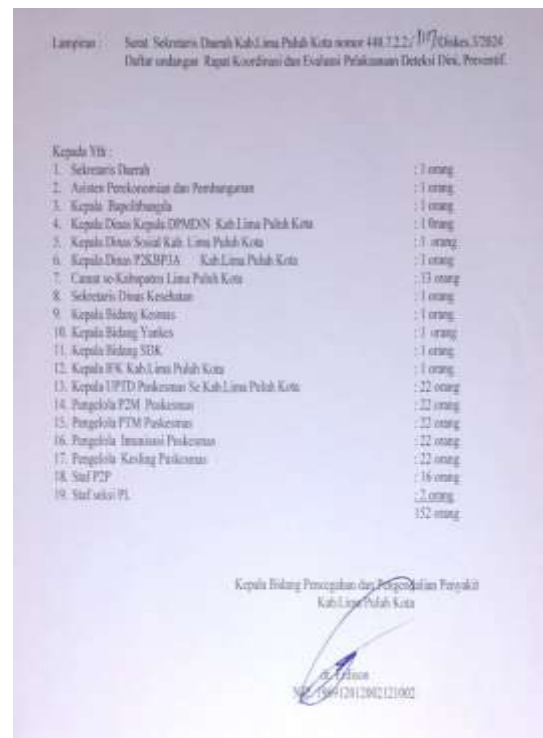 Lampiran : Surat Sekretaris Daerah Kab.Lima Puluh Kota nomor 440.7.2.2/ /Dinkes.3/2024
Daftar undangan Rapat Koordinasi dan Evaluasi Pelaksanaan Deteksi Dini, Preventif.
Kepada Yth :
1. Sekretaris Daerah : 1 orang
2. Asisten Perekonomian dan Pembangunan : 1 orang
3. Kepala Bapelitbangda : 1 orang
4. Kepala Dinas Kepala DPMD/N Kab.Lima Puluh Kota : 1 0rang
5. Kepala Dinas Sosial Kab. Lima Puluh Kota : 1 orang
6. Kepala Dinas P2KBP3A Kab.Lima Puluh Kota : 1 orang
7. Camat se-Kabupaten Lima Puluh Kota : 13 orang
8. Sekretaris Dinas Kesehatan : 1 orang
9. Kepala Bidang Kesmas : 1 orang
10. Kepala Bidang Yankes : 1 orang
11. Kepala Bidang SDK : 1 orang
12. Kepala IFK Kab.Lima Puluh Kota : 1 orang
13. Kepala UPTD Puskesmas Se Kab.Lima Puluh Kota : 22 orang
14. Pengelola P2M Puskesmas : 22 orang
15. Pengelola PTM Puskesmas : 22 orang
16. Pengelola Imunisasi Puskesmas : 22 orang
17. Pengelola Kesling Puskesmas : 22 orang
18. Staf P2P : 16 orang
19. Staf seksi PL : 2 orang
152 orang
Kepala Bidang Pencegahan dan Pengendalian Penyakit
Kab.Lima Puluh Kota
dr.
NIP.